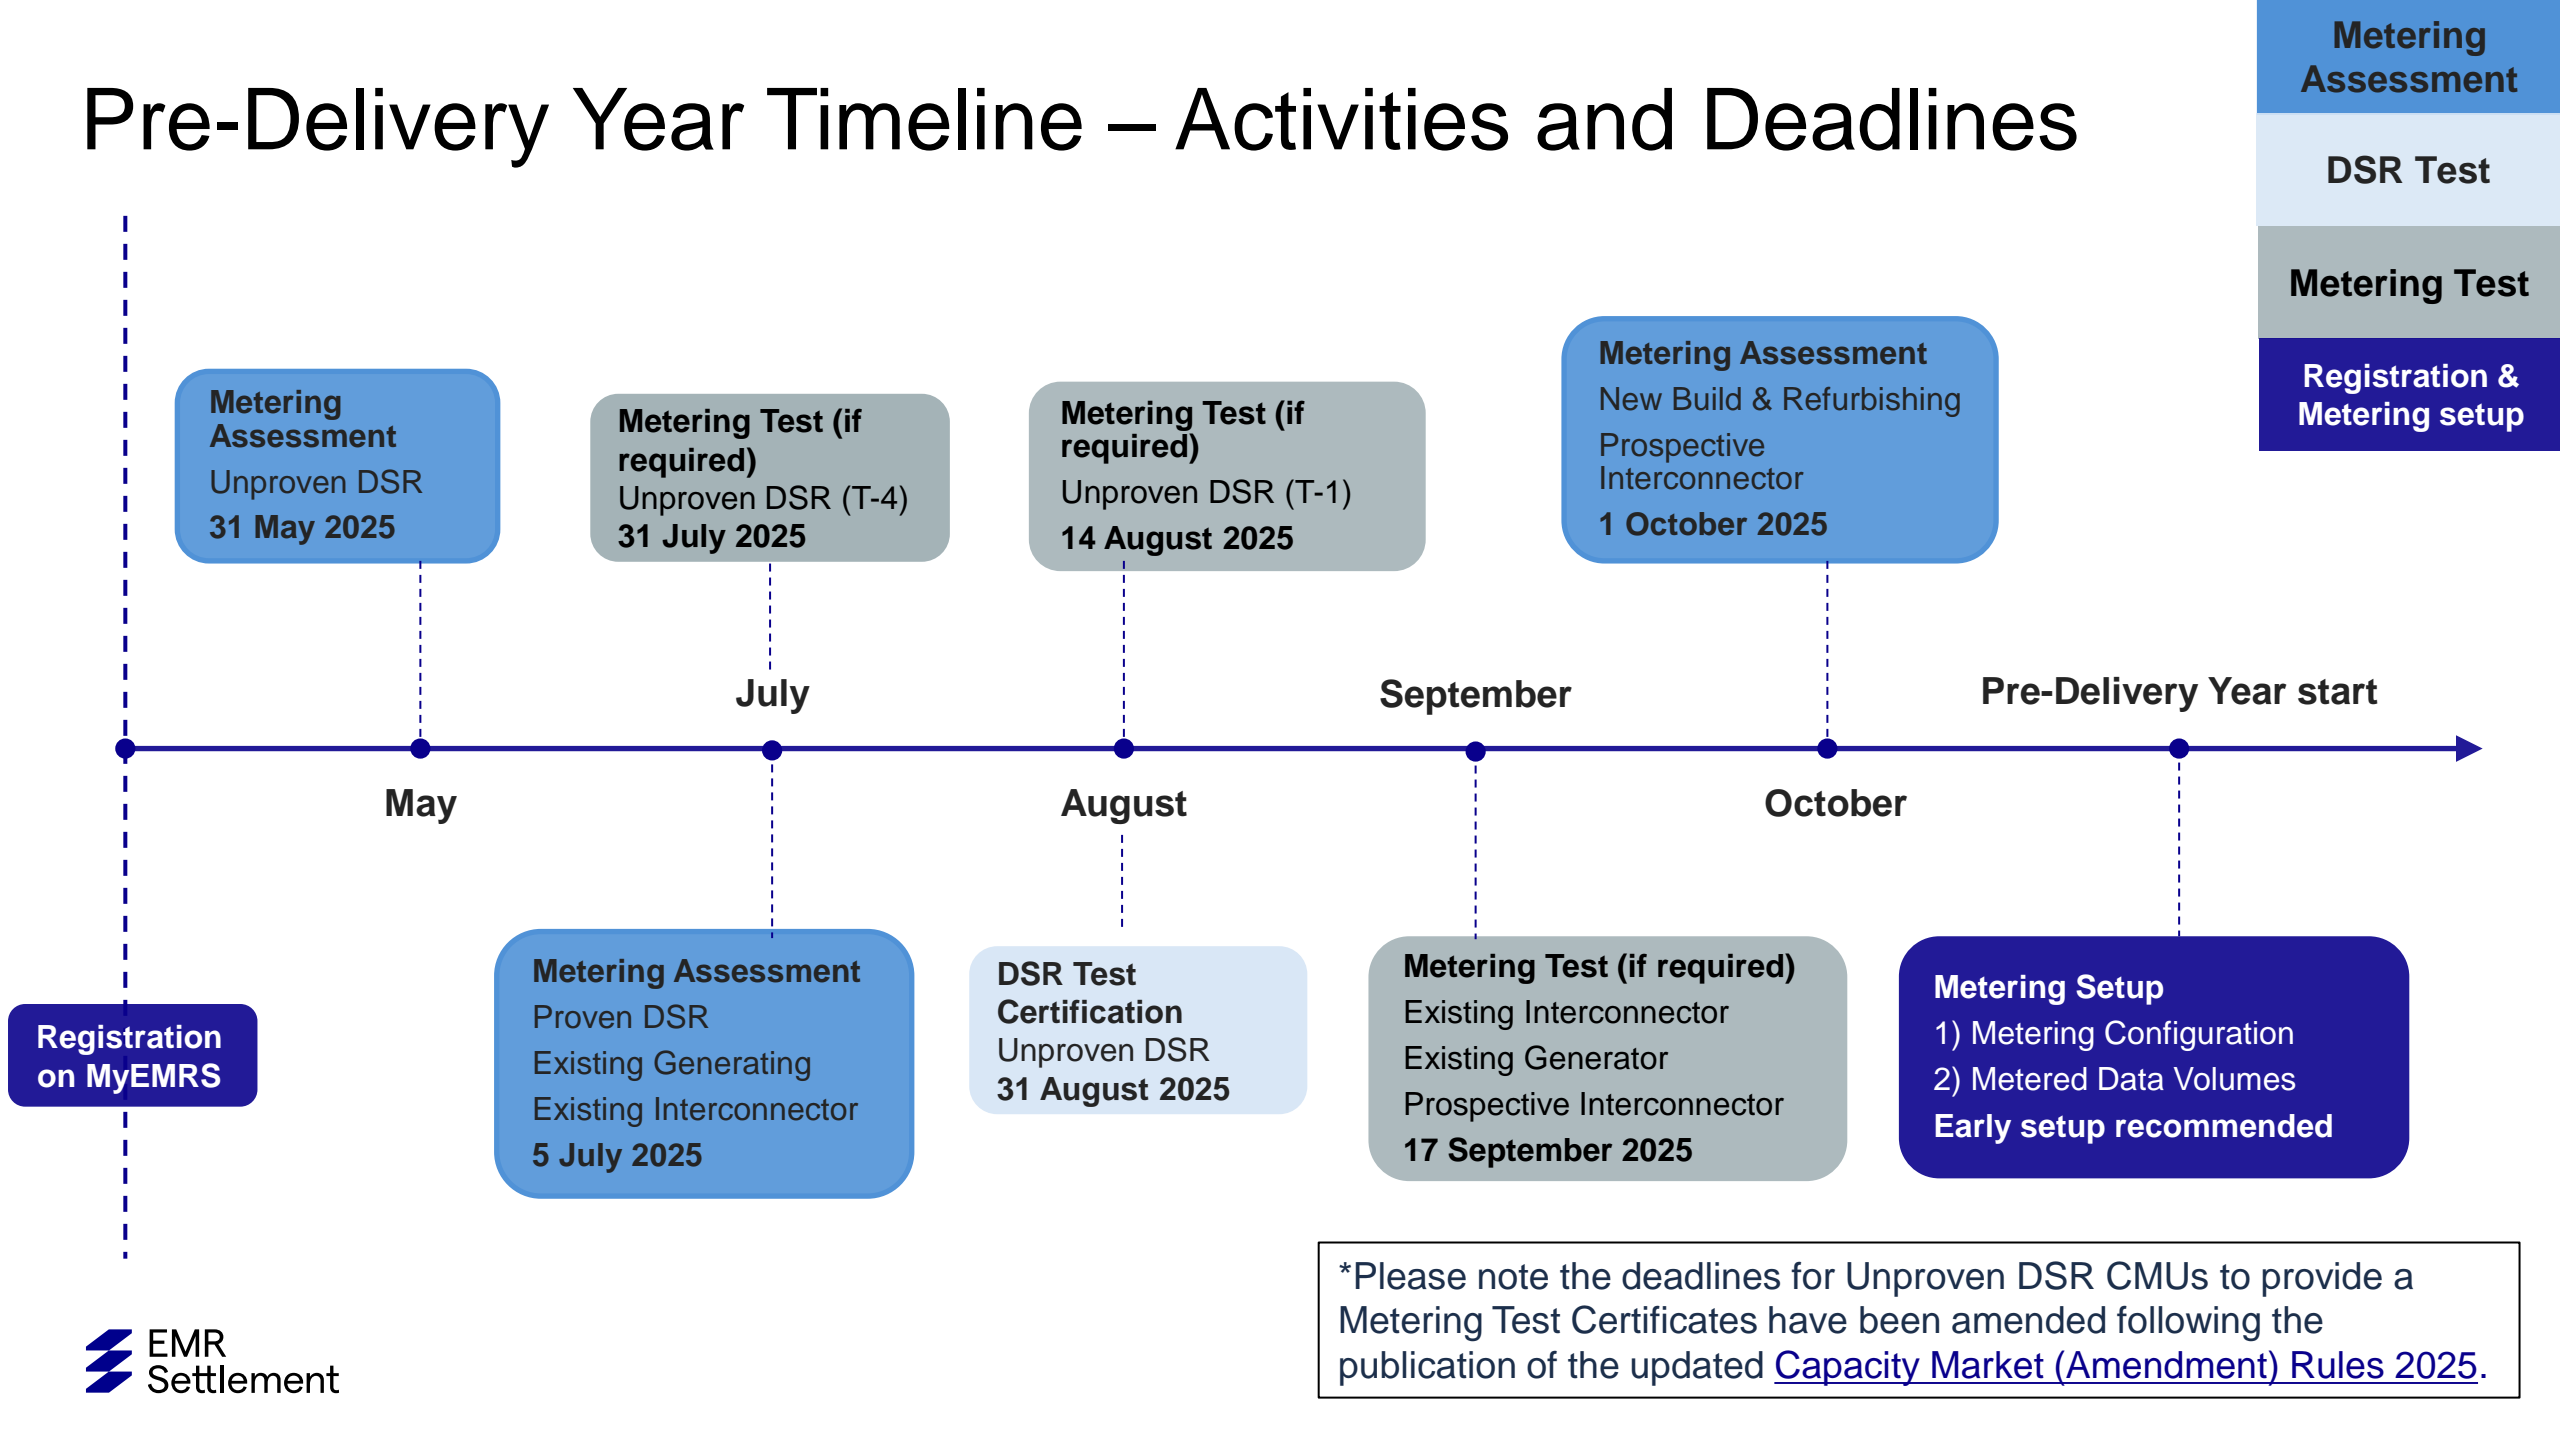 Pre-Delivery Year Timeline – Activities and Deadlines
Metering
Assessment
DSR Test
Metering Test
Registration &
Metering setup
Metering
Assessment
Unproven DSR
31 May 2025
Metering Test (if
required)
Unproven DSR (T-4)
31 July 2025
Metering Test (if
required)
Unproven DSR (T-1)
14 August 2025
Metering Assessment
New Build & Refurbishing
Prospective
Interconnector
1 October 2025
July
September
Pre-Delivery Year start
May
August
October
Registration
on MyEMRS
Metering Assessment
Proven DSR
Existing Generating
Existing Interconnector
5 July 2025
DSR Test
Certification
Unproven DSR
31 August 2025
Metering Test (if required)
Existing Interconnector
Existing Generator
Prospective Interconnector
17 September 2025
Metering Setup
1) Metering Configuration
2) Metered Data Volumes
Early setup recommended
*Please note the deadlines for Unproven DSR CMUs to provide a
Metering Test Certificates have been amended following the
publication of the updated Capacity Market (Amendment) Rules 2025.
EMR
Settlement